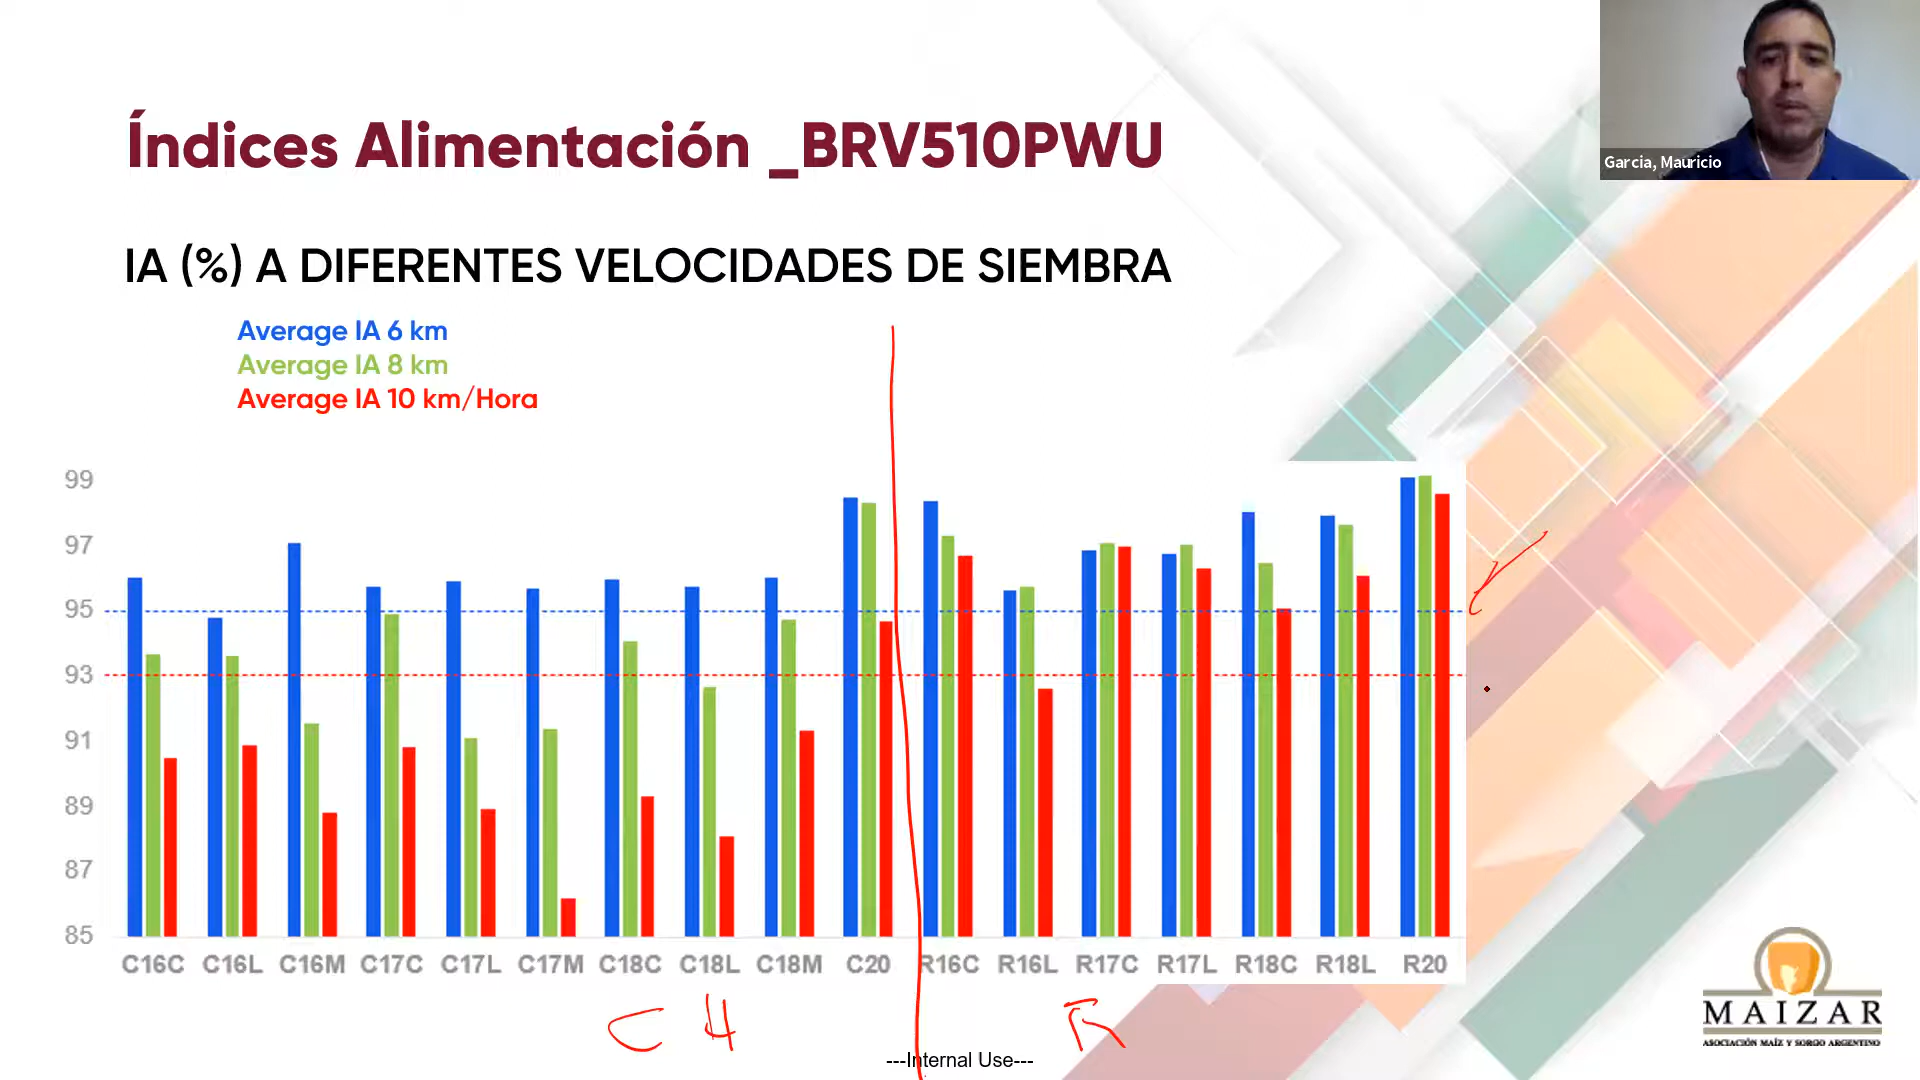 Garcia, Mauricio
Índices Alimentación _BRV510PWU
IA (%) A DIFERENTES VELOCIDADES DE SIEMBRA
Average IA 6 km
Average IA 8 km
Average IA 10 km/Hora
99
97
95
93
91
89
87
85
C16C C16L C16M C17C C17L C17M C18C C18L C18M C20 R16C R16L R17C R17L R18C R18L R20
C H R
---Internal Use---
MAIZAR
ASOCIACIÓN MAÍZ Y SORGO ARGENTINO